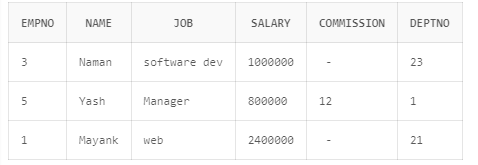 EMPNO NAME JOB SALARY COMMISSION DEPTNO
3 Naman software dev 1000000 - 23
5 Yash Manager 800000 12 1
1 Mayank web 2400000 - 21